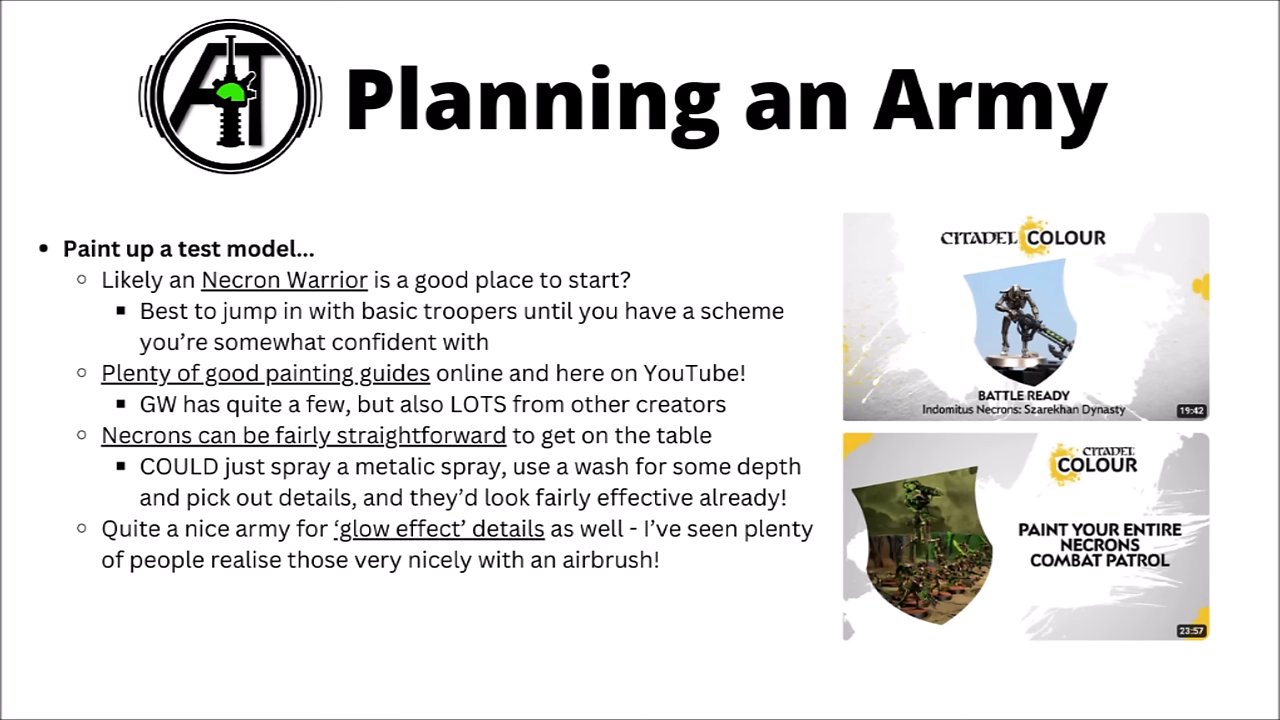 AT
Planning an Army
• Paint up a test model...
○ Likely an Necron Warrior is a good place to start?
■ Best to jump in with basic troopers until you have a scheme
you're somewhat confident with
○ Plenty of good painting guides online and here on YouTube!
■ GW has quite a few, but also LOTS from other creators
○ Necrons can be fairly straightforward to get on the table
■ COULD just spray a metalic spray, use a wash for some depth
and pick out details, and they'd look fairly effective already!
○ Quite a nice army for ‘glow effect’ details as well - I've seen plenty
of people realise those very nicely with an airbrush!
CITADEL COLOUR
BATTLE READY
Indomitus Necrons: Szarekhan Dynasty
19:42
CITADEL
COLOUR
PAINT YOUR ENTIRE
NECRONS
COMBAT PATROL
23:57